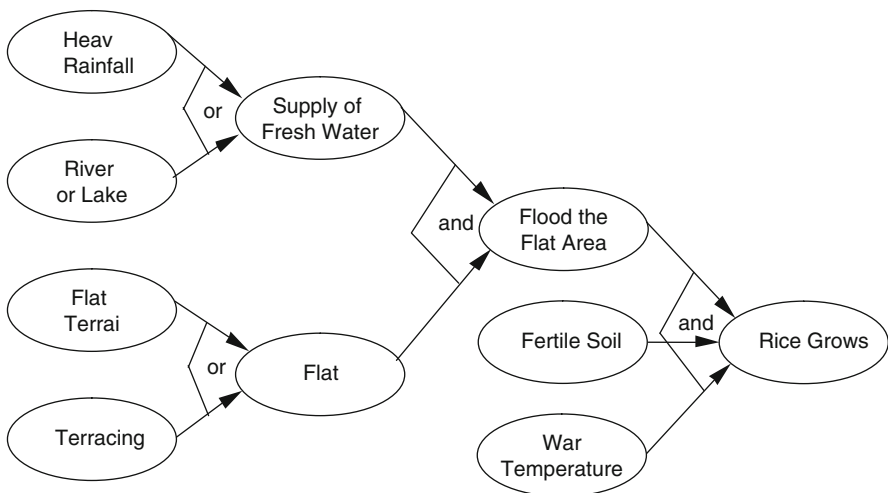 Heav
Rainfall
or
Supply of
Fresh Water
River
or Lake
and
Flood the
Flat Area
Flat
Terrai
or
Flat
Terracing
Fertile Soil
and
Rice Grows
War
Temperature